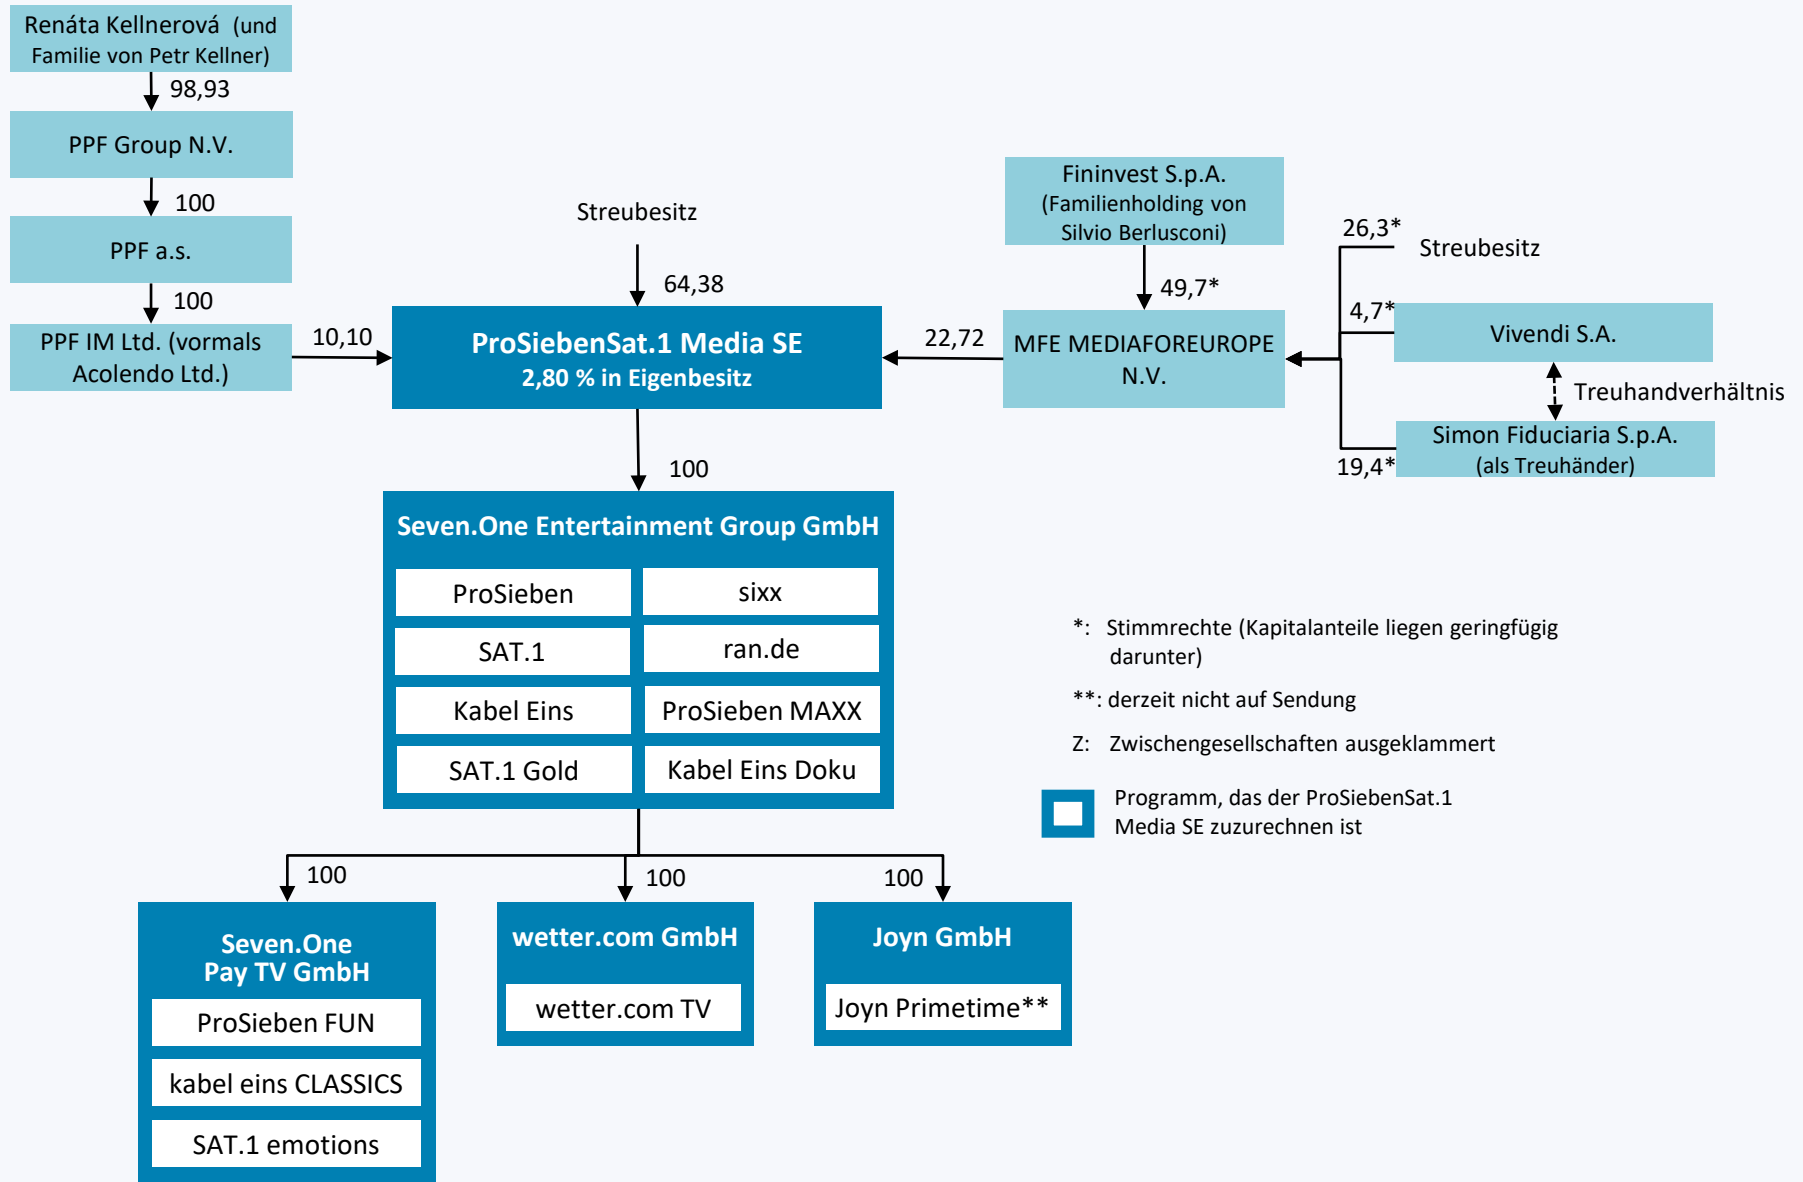 Renáta Kellnerová (und
Familie von Petr Kellner)
98,93
PPF Group N.V.
100
PPF a.s.
100
PPF IM Ltd. (vormals
Acolendo Ltd.)
10,10
Streubesitz
64,38
ProSiebenSat.1 Media SE
2,80 % in Eigenbesitz
22,72
Fininvest S.p.A.
(Familienholding von
Silvio Berlusconi)
49,7*
MFE MEDIAFOREUROPE
N.V.
26,3*
Streubesitz
4,7*
Vivendi S.A.
Treuhandverhältnis
Simon Fiduciaria S.p.A.
(als Treuhänder)
19,4*
100
Seven.One Entertainment Group GmbH
ProSieben
sixx
SAT.1
ran.de
Kabel Eins
ProSieben MAXX
SAT.1 Gold
Kabel Eins Doku
*: Stimmrechte (Kapitalanteile liegen geringfügig
darunter)
**: derzeit nicht auf Sendung
Z: Zwischengesellschaften ausgeklammert
Programm, das der ProSiebenSat.1
Media SE zuzurechnen ist
100
100
100
Seven.One
Pay TV GmbH
ProSieben FUN
kabel eins CLASSICS
SAT.1 emotions
wetter.com GmbH
wetter.com TV
Joyn GmbH
Joyn Primetime**